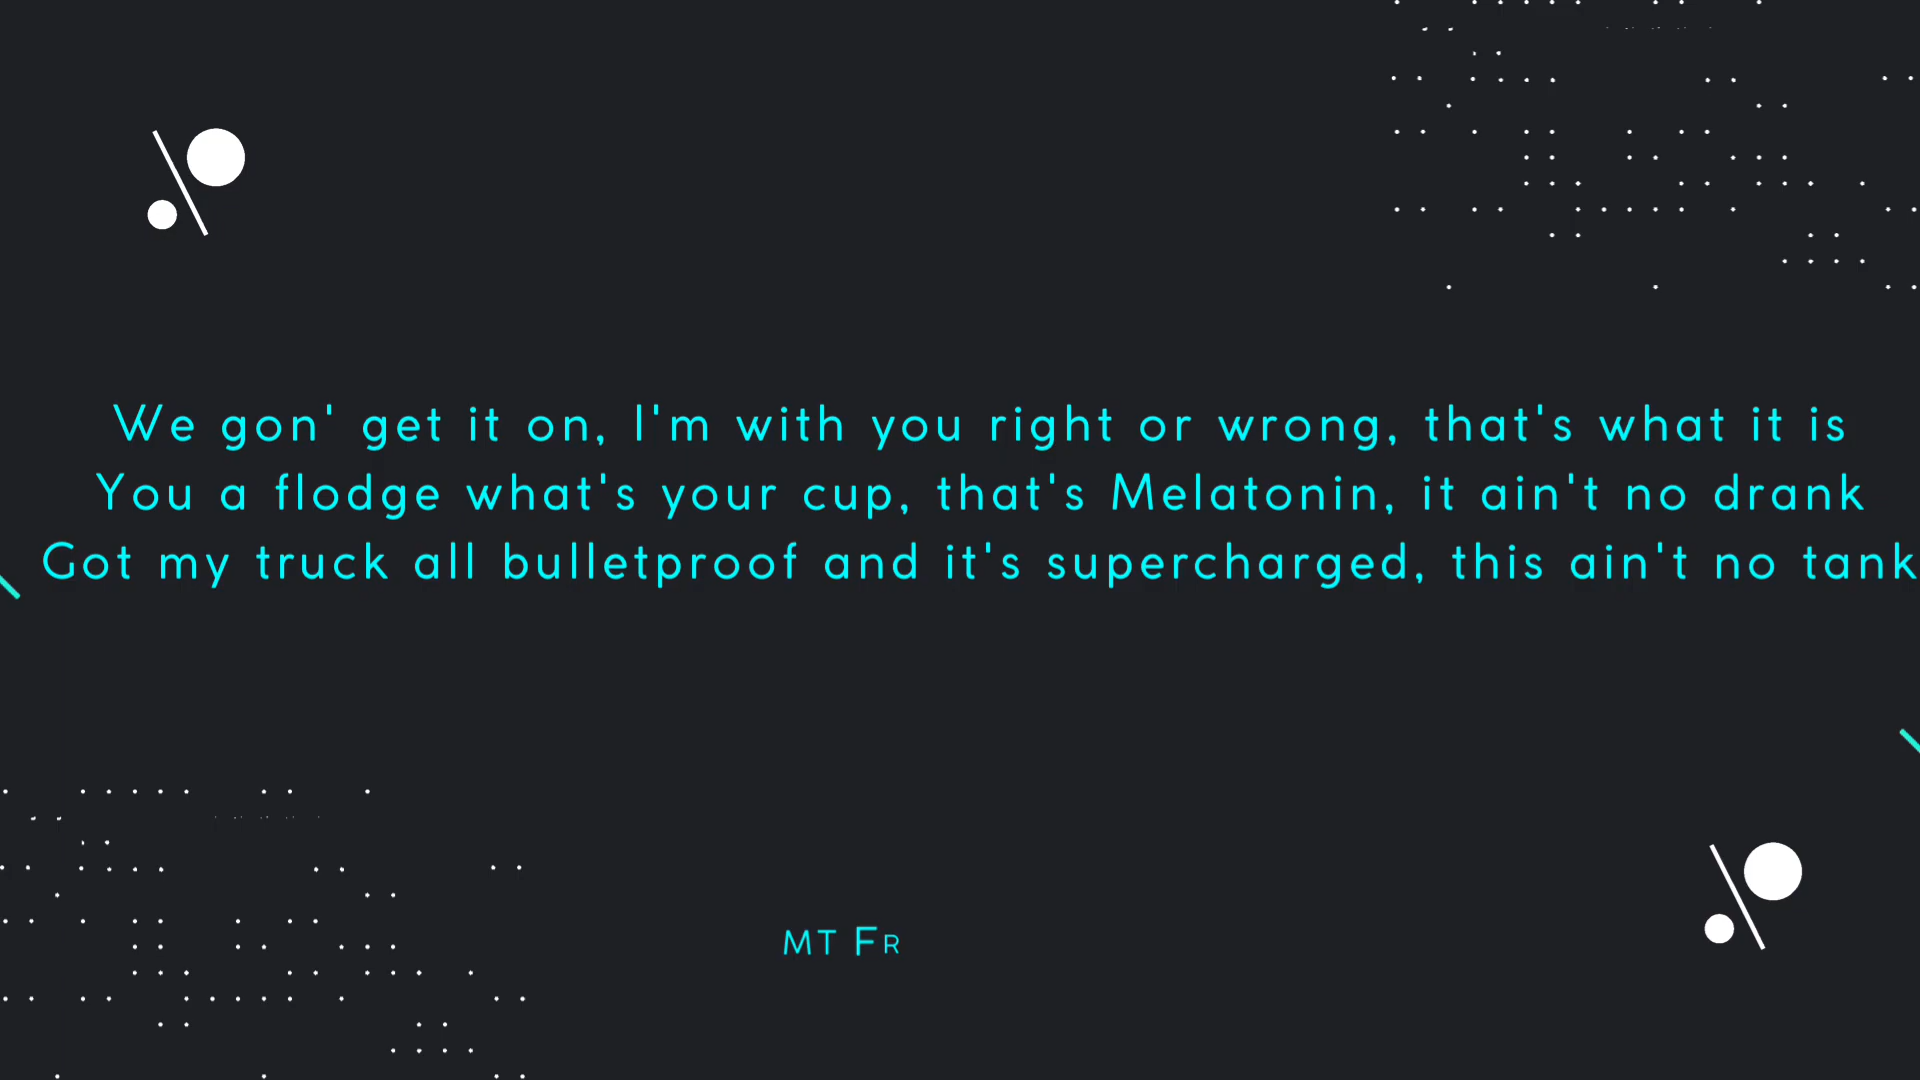 We gon' get it on, I'm with you right or wrong, that's what it is
You a flodge what's your cup, that's Melatonin, it ain't no drank
Got my truck all bulletproof and it's supercharged, this ain't no tank
MT FR